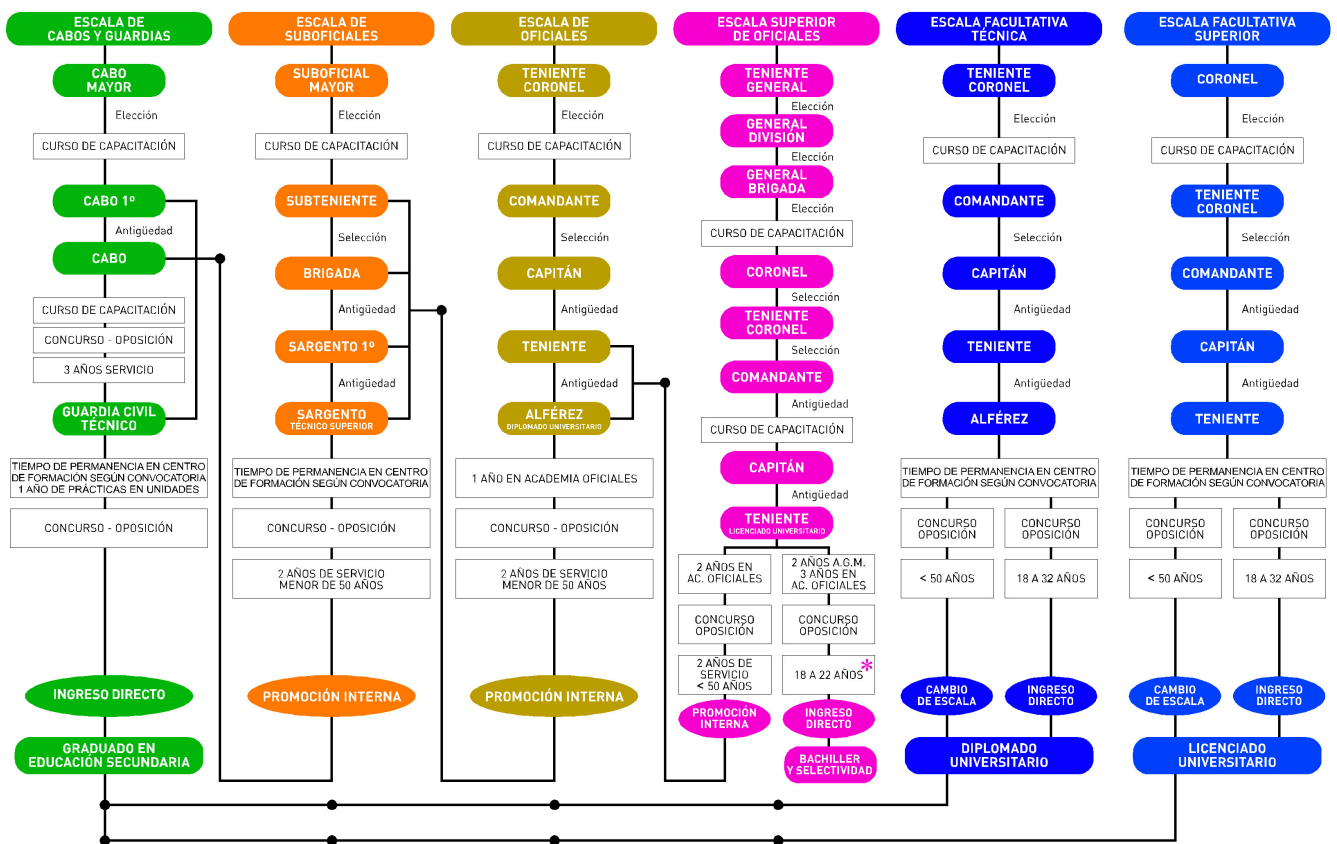 ESCALA DE
CABOS Y GUARDIAS
CABO
MAYOR
Elección
CURSO DE CAPACITACIÓN
CABO 1º
Antigüedad
CABO
CURSO DE CAPACITACIÓN
CONCURSO - OPOSICIÓN
3 AÑOS SERVICIO
GUARDIA CIVIL
TÉCNICO
TIEMPO DE PERMANENCIA EN CENTRO
DE FORMACIÓN SEGÚN CONVOCATORIA
1 AÑO DE PRÁCTICAS EN UNIDADES
CONCURSO - OPOSICIÓN
INGRESO DIRECTO
GRADUADO EN
EDUCACIÓN SECUNDARIA
ESCALA DE
SUBOFICIALES
SUBOFICIAL
MAYOR
Elección
CURSO DE CAPACITACIÓN
SUBTENIENTE
Selección
BRIGADA
Antigüedad
SARGENTO 1º
Antigüedad
SARGENTO
TÉCNICO SUPERIOR
TIEMPO DE PERMANENCIA EN CENTRO
DE FORMACIÓN SEGÚN CONVOCATORIA
CONCURSO - OPOSICIÓN
2 AÑOS DE SERVICIO
MENOR DE 50 AÑOS
PROMOCIÓN INTERNA
ESCALA DE
OFICIALES
TENIENTE
CORONEL
Elección
CURSO DE CAPACITACIÓN
COMANDANTE
Selección
CAPITÁN
Antigüedad
TENIENTE
Antigüedad
ALFÉREZ
DIPLOMADO UNIVERSITARIO
1 AÑO EN ACADEMIA OFICIALES
CONCURSO - OPOSICIÓN
2 AÑOS DE SERVICIO
MENOR DE 50 AÑOS
PROMOCIÓN INTERNA
ESCALA SUPERIOR
DE OFICIALES
TENIENTE
GENERAL
Elección
GENERAL
DIVISIÓN
Elección
GENERAL
BRIGADA
Elección
CURSO DE CAPACITACIÓN
CORONEL
Selección
TENIENTE
CORONEL
Selección
COMANDANTE
Antigüedad
CURSO DE CAPACITACIÓN
CAPITÁN
Antigüedad
TENIENTE
LICENCIADO UNIVERSITARIO
2 AÑOS EN
AC. OFICIALES
CONCURSO
OPOSICIÓN
2 AÑOS DE
SERVICIO
< 50 AÑOS
PROMOCIÓN
INTERNA
2 AÑOS A.G.M.
3 AÑOS EN
AC. OFICIALES
CONCURSO
OPOSICIÓN
18 A 22 AÑOS *
INGRESO
DIRECTO
BACHILLER
Y SELECTIVIDAD
ESCALA FACULTATIVA
TÉCNICA
TENIENTE
CORONEL
Elección
CURSO DE CAPACITACIÓN
COMANDANTE
Selección
CAPITÁN
Antigüedad
TENIENTE
Antigüedad
ALFÉREZ
TIEMPO DE PERMANENCIA EN CENTRO
DE FORMACIÓN SEGÚN CONVOCATORIA
CONCURSO
OPOSICIÓN
< 50 AÑOS
CAMBIO
DE ESCALA
CONCURSO
OPOSICIÓN
18 A 32 AÑOS
INGRESO
DIRECTO
DIPLOMADO
UNIVERSITARIO
ESCALA FACULTATIVA
SUPERIOR
CORONEL
Elección
CURSO DE CAPACITACIÓN
TENIENTE
CORONEL
Selección
COMANDANTE
Antigüedad
CAPITÁN
Antigüedad
TENIENTE
TIEMPO DE PERMANENCIA EN CENTRO
DE FORMACIÓN SEGÚN CONVOCATORIA
CONCURSO
OPOSICIÓN
< 50 AÑOS
CAMBIO
DE ESCALA
CONCURSO
OPOSICIÓN
18 A 32 AÑOS
INGRESO
DIRECTO
LICENCIADO
UNIVERSITARIO